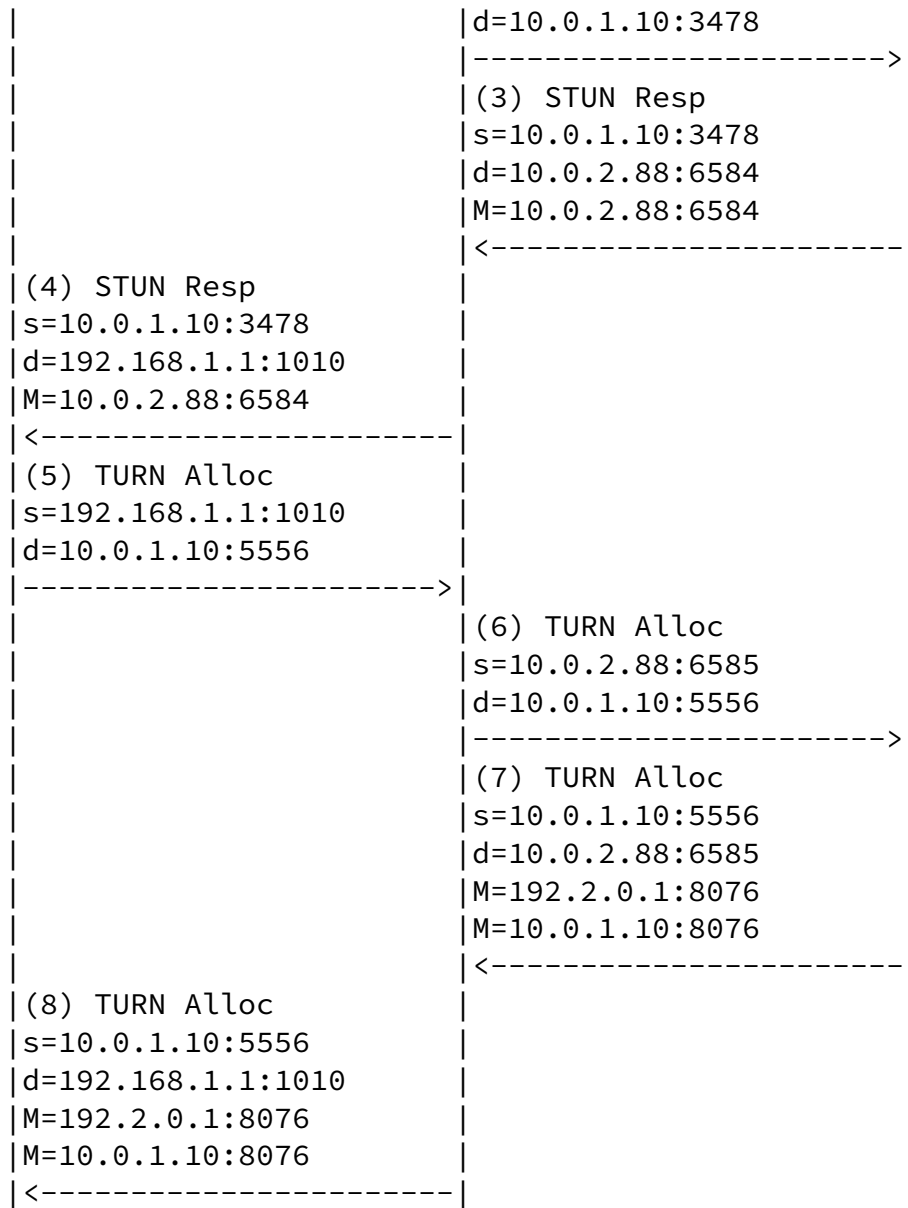 |                        |d=10.0.1.10:3478
|                        |----------------------->
|                        |(3) STUN Resp
|                        |s=10.0.1.10:3478
|                        |d=10.0.2.88:6584
|                        |M=10.0.2.88:6584
|                        |<-----------------------
|(4) STUN Resp           |
|s=10.0.1.10:3478        |
|d=192.168.1.1:1010      |
|M=10.0.2.88:6584        |
|<-----------------------|
|(5) TURN Alloc          |
|s=192.168.1.1:1010      |
|d=10.0.1.10:5556        |
|----------------------->|
|                        |(6) TURN Alloc
|                        |s=10.0.2.88:6585
|                        |d=10.0.1.10:5556
|                        |----------------------->
|                        |(7) TURN Alloc
|                        |s=10.0.1.10:5556
|                        |d=10.0.2.88:6585
|                        |M=192.2.0.1:8076
|                        |M=10.0.1.10:8076
|                        |<-----------------------
|(8) TURN Alloc          |
|s=10.0.1.10:5556        |
|d=192.168.1.1:1010      |
|M=192.2.0.1:8076        |
|M=10.0.1.10:8076        |
|<-----------------------|